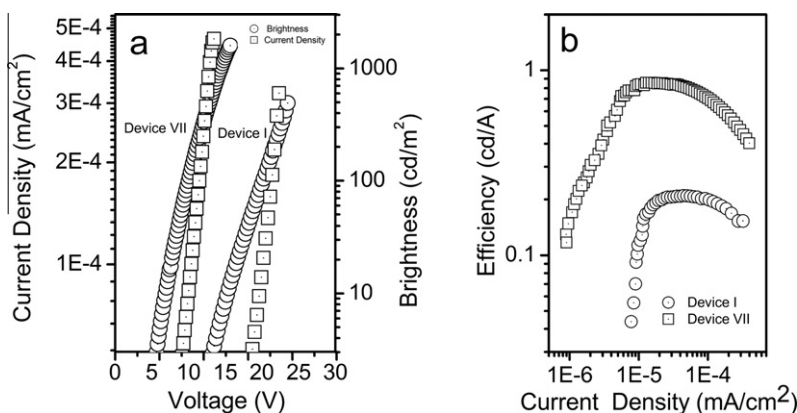 a
Brightness
Current Density
Device VII
Device I
5E-4
4E-4
3E-4
2E-4
1E-4
Current Density (mA/cm²)
1000
100
10
Brightness (cd/m²)
0 5 10 15 20 25 30
Voltage (V)
b
1
0.1
Efficiency (cd/A)
Device I
Device VII
1E-6 1E-5 1E-4
Current Density (mA/cm²)